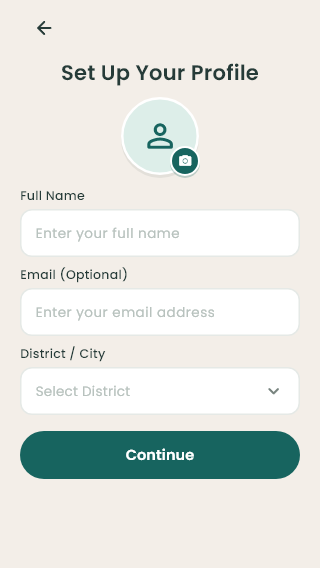 Set Up Your Profile
Full Name
Enter your full name
Email (Optional)
Enter your email address
District / City
Select District
Continue